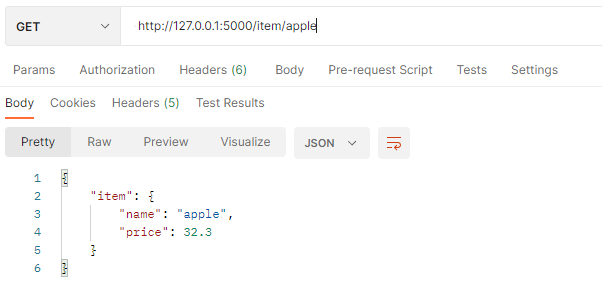 GET http://127.0.0.1:5000/item/apple
Params Authorization Headers (6) Body Pre-request Script Tests Settings
Body Cookies Headers (5) Test Results
Pretty Raw Preview Visualize JSON
1 {
2 "item": {
3 "name": "apple",
4 "price": 32.3
5 }
6 }